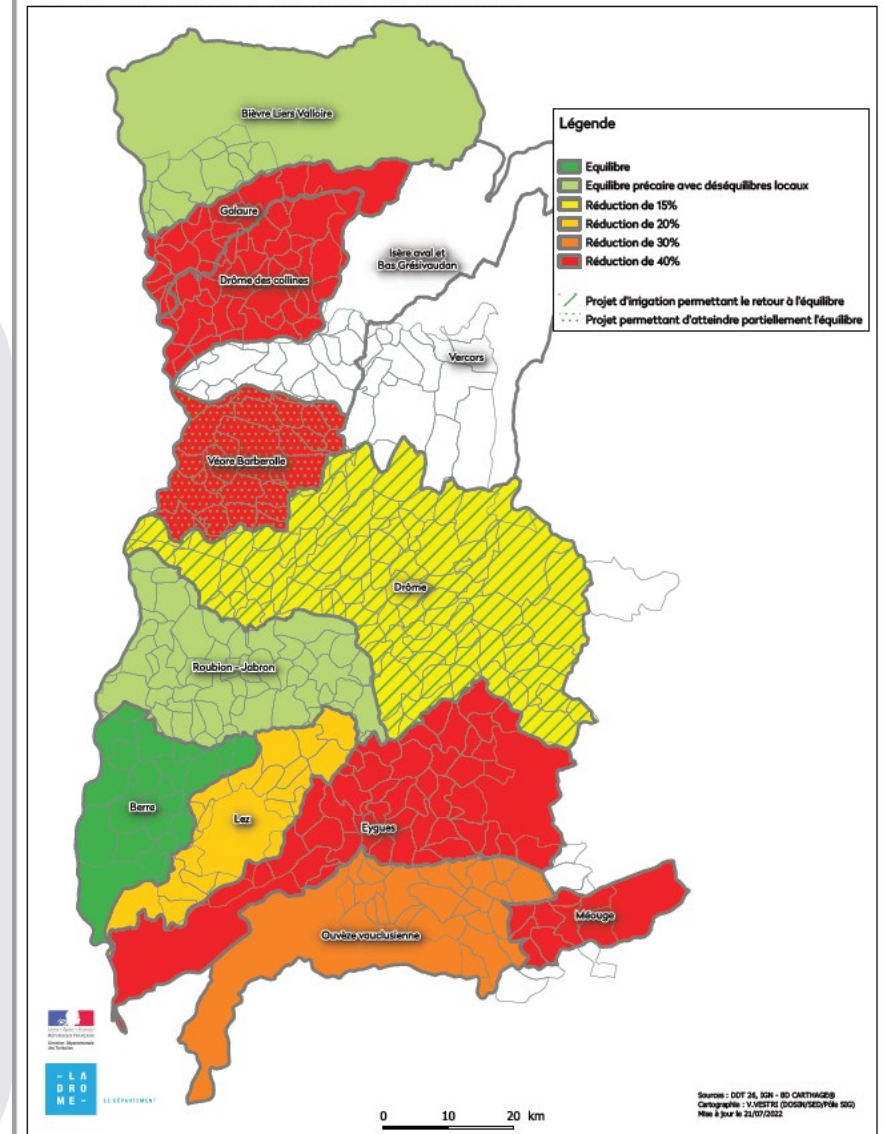 Bièvre Liers Valloire
Légende
Equilibre
Equilibre précaire avec déséquilibres locaux
Réduction de 15%
Réduction de 20%
Réduction de 30%
Réduction de 40%
Projet d'irrigation permettant le retour à l'équilibre
Projet permettant d'atteindre partiellement l'équilibre
Galaure
Isère aval et
Bas Grésivaudan
Drôme des collines
Vercors
Véore Barberolle
Drôme
Roubion - Jabron
Berre
Lez
Eygues
Méouge
Ouvèze vauclusienne
RÉPUBLIQUE FRANÇAISE
Direction Départementale
des Territoires
- LA
DRO
ME -
LE DÉPARTEMENT
0 10 20 km
Sources : DDT 26, IGN - BD CARTHAGE®
Cartographie : V.VESTRI (DOSIN/SED/Pôle SIG)
Mise à jour le 21/07/2022